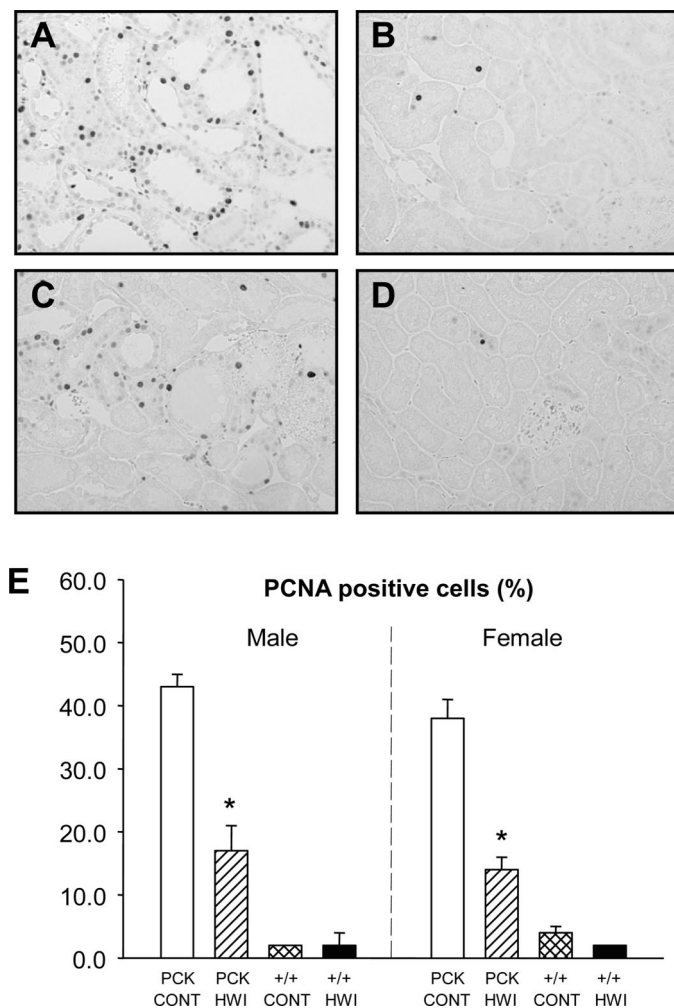 A
B
C
D
E
PCNA positive cells (%)
60.0
Male
Female
50.0
40.0
30.0
20.0
10.0
0.0
*
*
PCK PCK +/+ +/+ PCK PCK +/+ +/+
CONT HWI CONT HWI CONT HWI CONT HWI